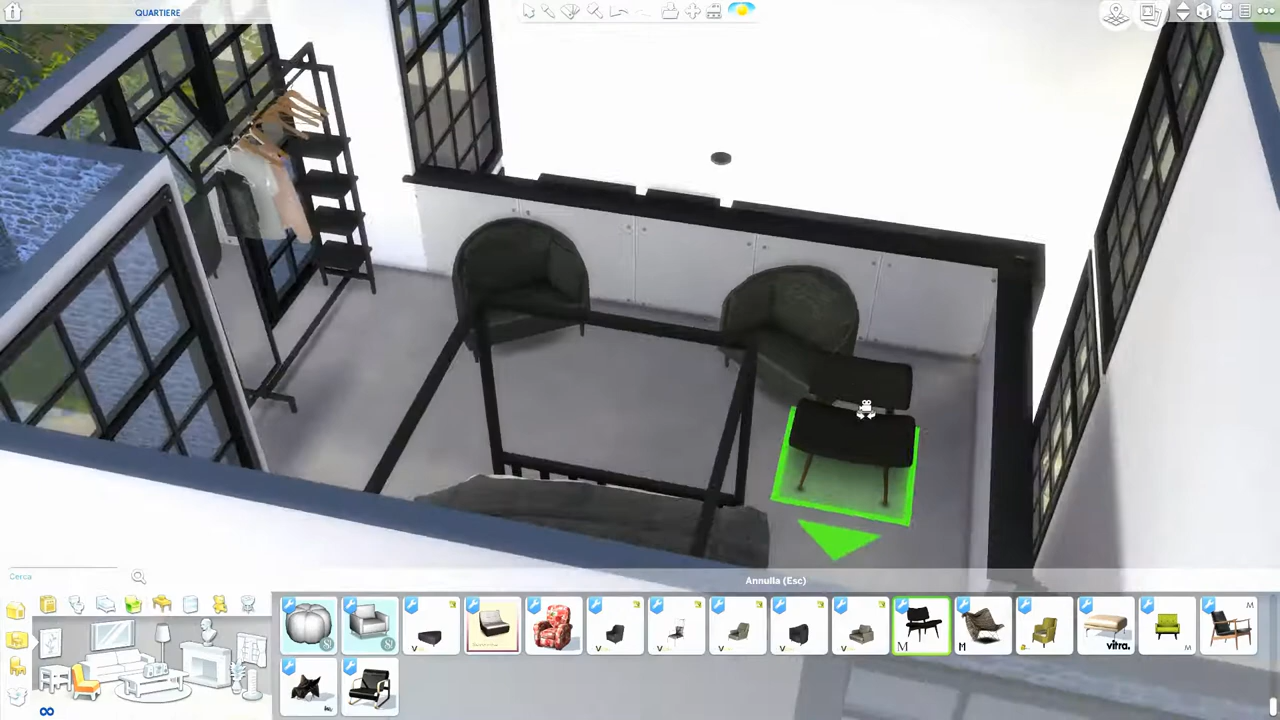 QUARTIERE
Annulla (Esc)
Cerca
M
M
vitra.
M
M